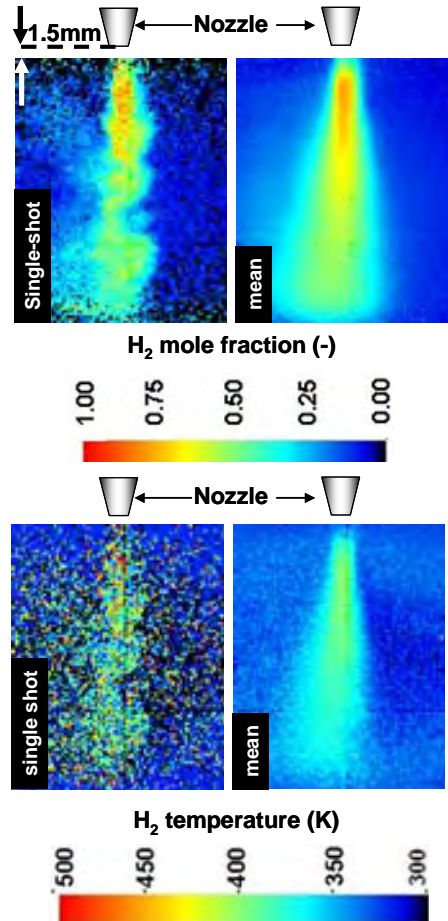 Nozzle
1.5mm
Single-shot
mean
H₂ mole fraction (-)
1.00
0.75
0.50
0.25
0.00
Nozzle
single shot
mean
H₂ temperature (K)
500
450
400
350
300